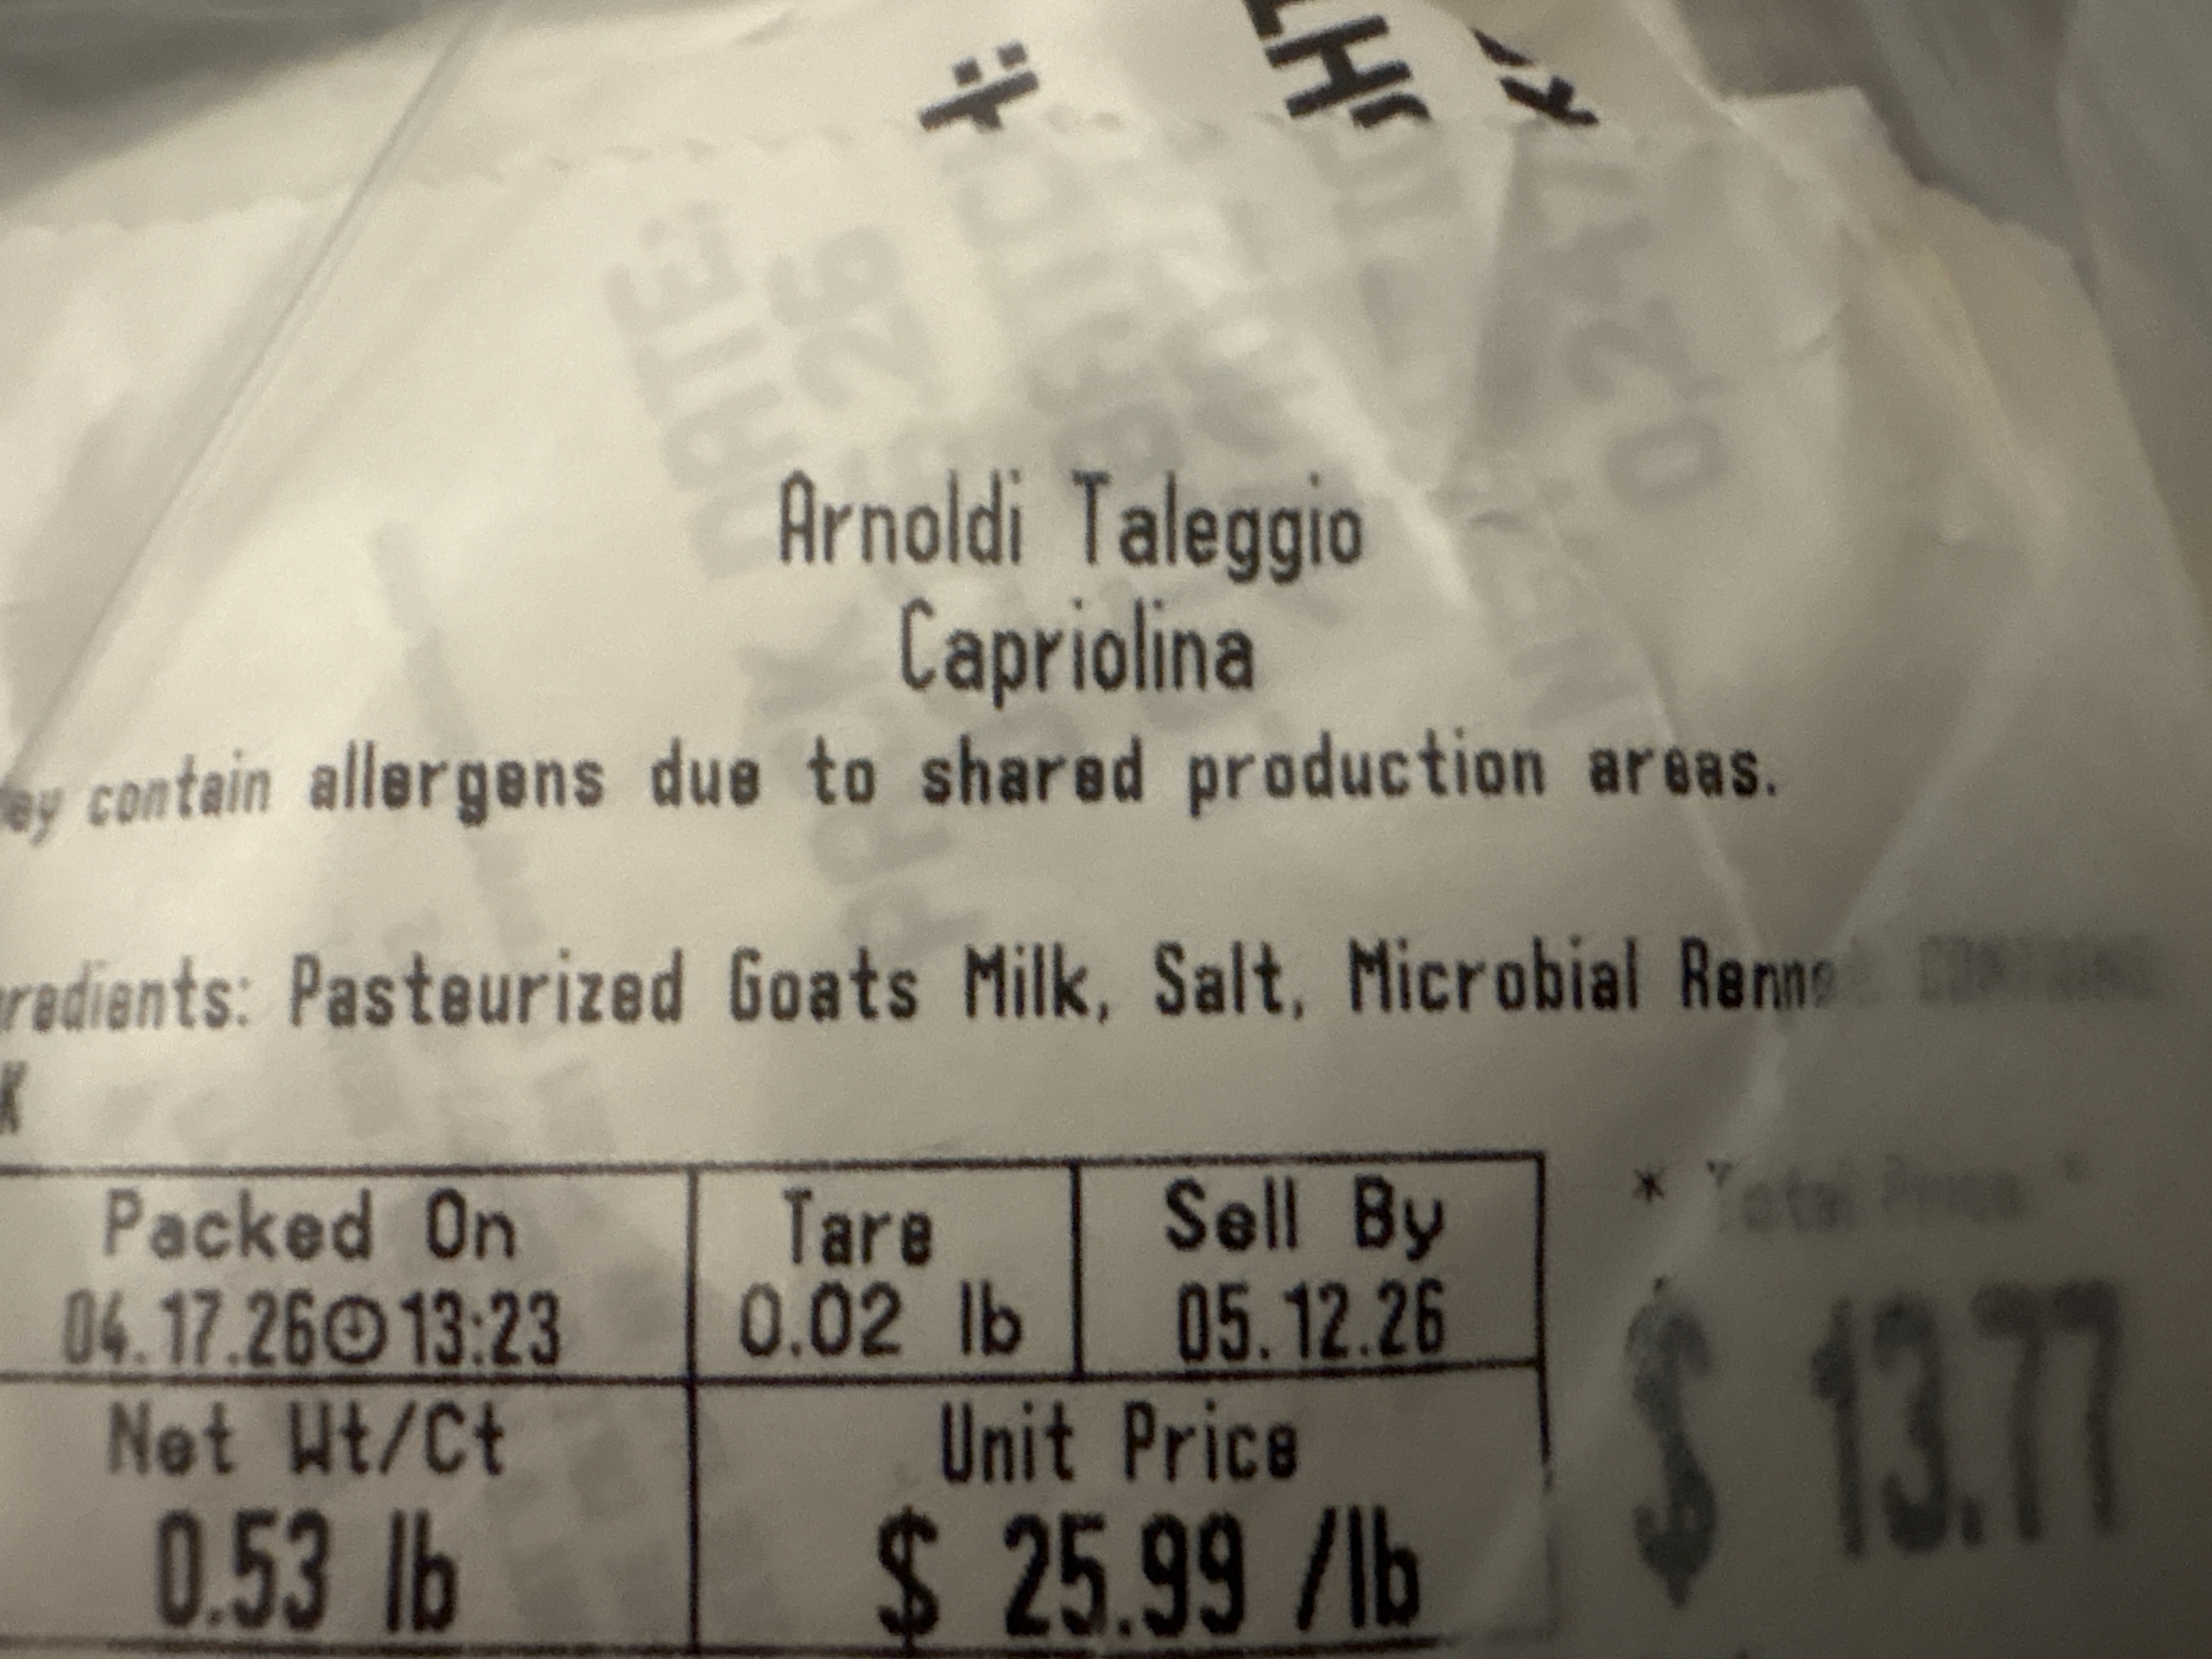 Arnoldi Taleggio
Capriolina
contain allergens due to shared production areas.
Pasteurized Goats Milk, Salt, Microbial
Packed On
04.17.26 13:23
Tare
0.02 lb
Sell By
05.12.26
* Total Price *
$ 13.77
Net Wt/Ct
0.53 lb
Unit Price
$ 25.99 /lb